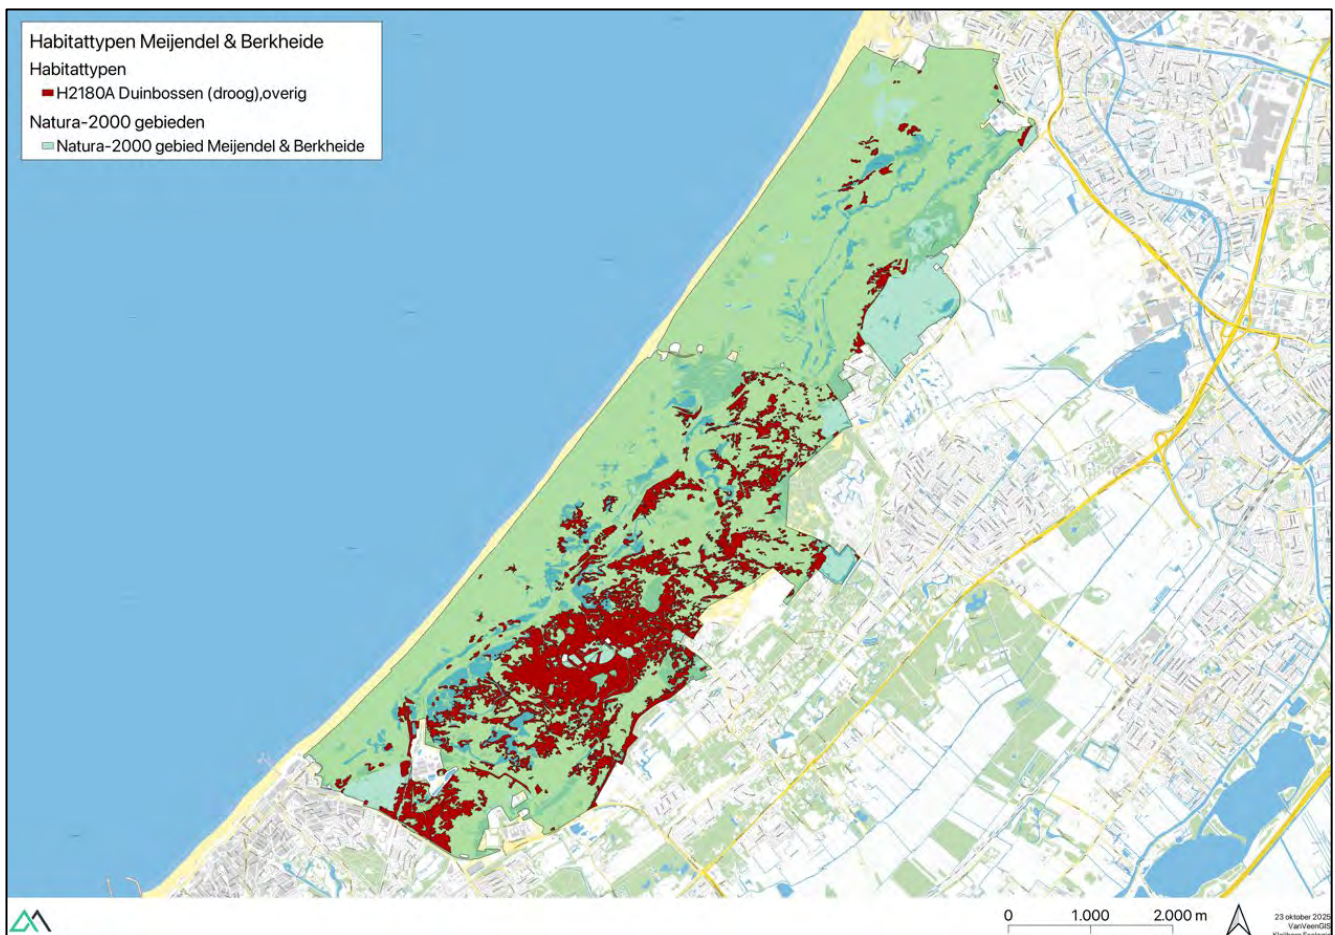 Habitattypen Meijendel & Berkheide
Habitattypen
H2180A Duinbossen (droog),overig
Natura-2000 gebieden
Natura-2000 gebied Meijendel & Berkheide
0 1.000 2.000 m
23 oktober 2025
VanVeenGIS